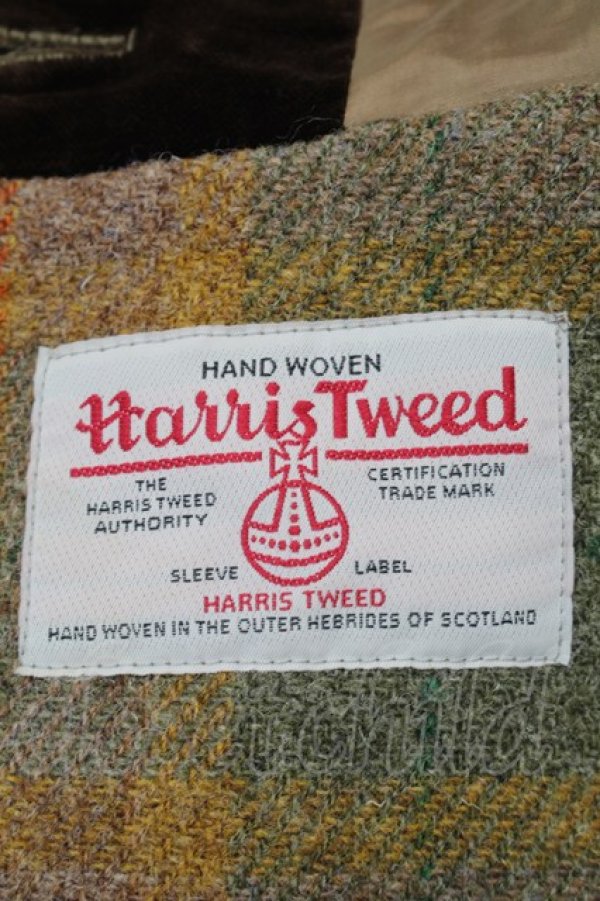 HAND WOVEN
Harris Tweed
THE
HARRIS TWEED
AUTHORITY
CERTIFICATION
TRADE MARK
SLEEVE LABEL
HARRIS TWEED
HAND WOVEN IN THE OUTER HEBRIDES OF SCOTLAND